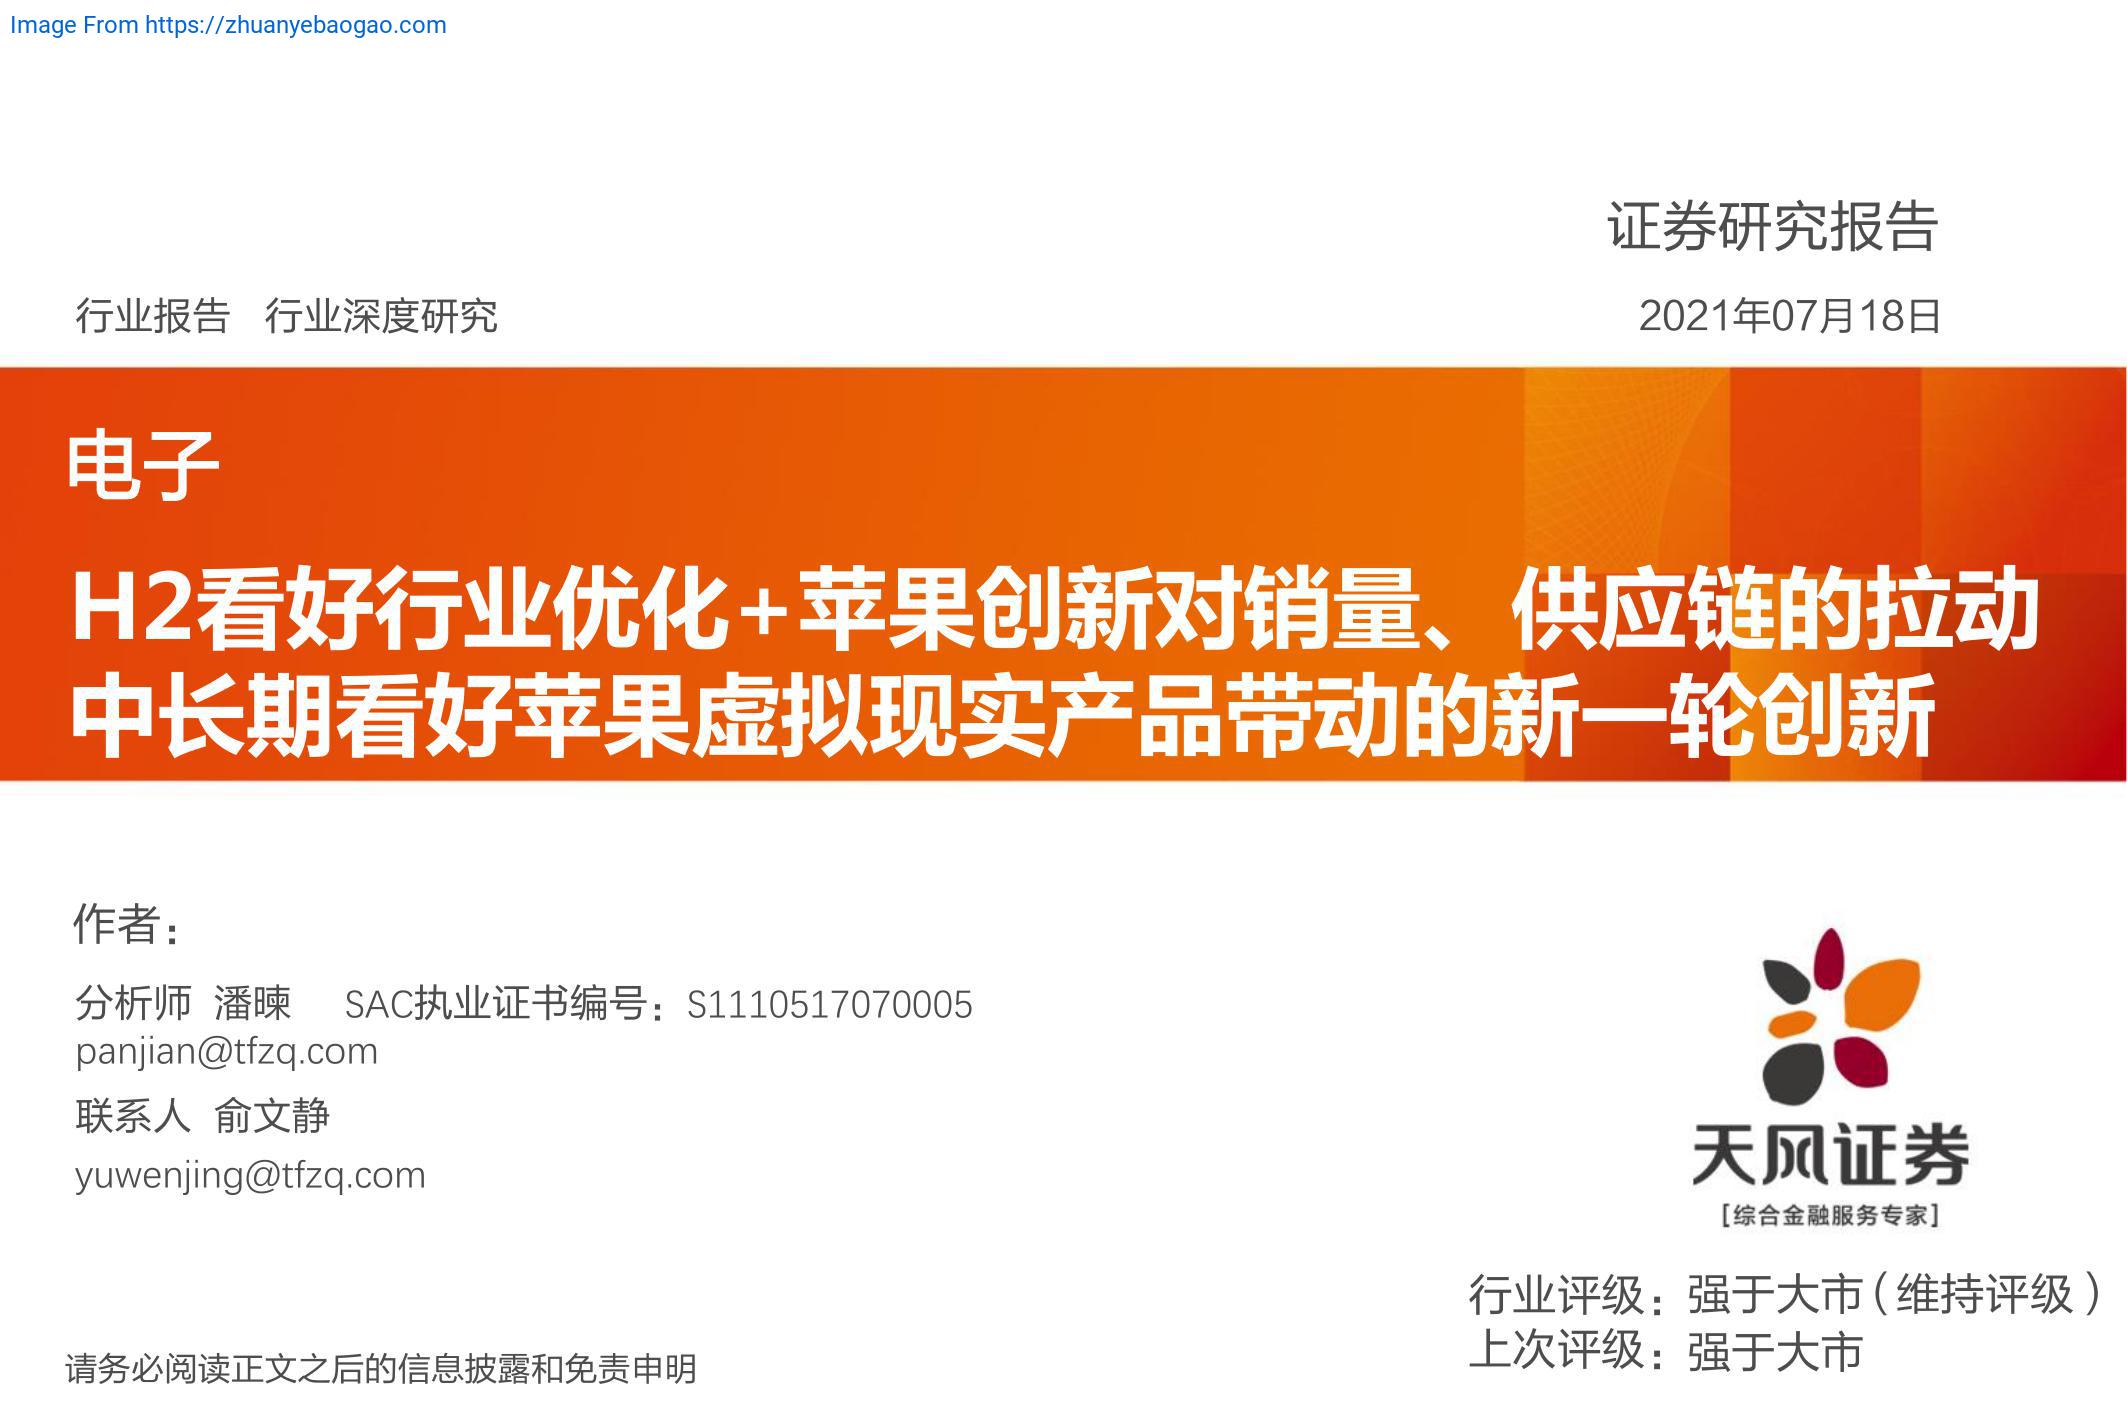 Image From https://zhuanyebaogao.com
证券研究报告
行业报告 行业深度研究
2021年07月18日
电子
H2看好行业优化+苹果创新对销量、供应链的拉动
中长期看好苹果虚拟现实产品带动的新一轮创新
作者：
分析师 潘暕 SAC执业证书编号：S1110517070005
panjian@tfzq.com
联系人 俞文静
yuwenjing@tfzq.com
天风证券
[综合金融服务专家]
行业评级：强于大市（维持评级）
上次评级：强于大市
请务必阅读正文之后的信息披露和免责申明